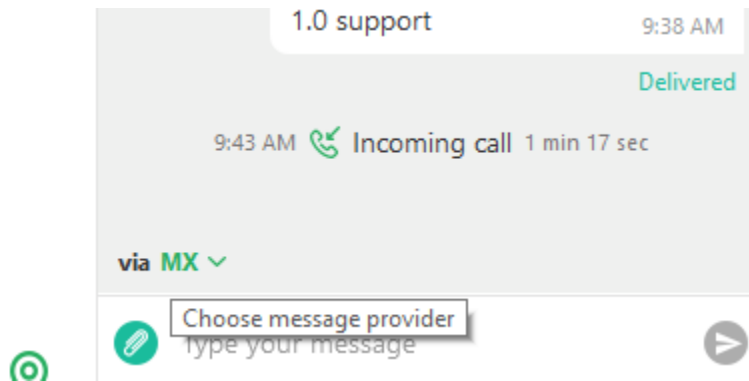 1.0 support
9:38 AM
Delivered
9:43 AM Incoming call 1 min 17 sec
via MX
Choose message provider
Type your message